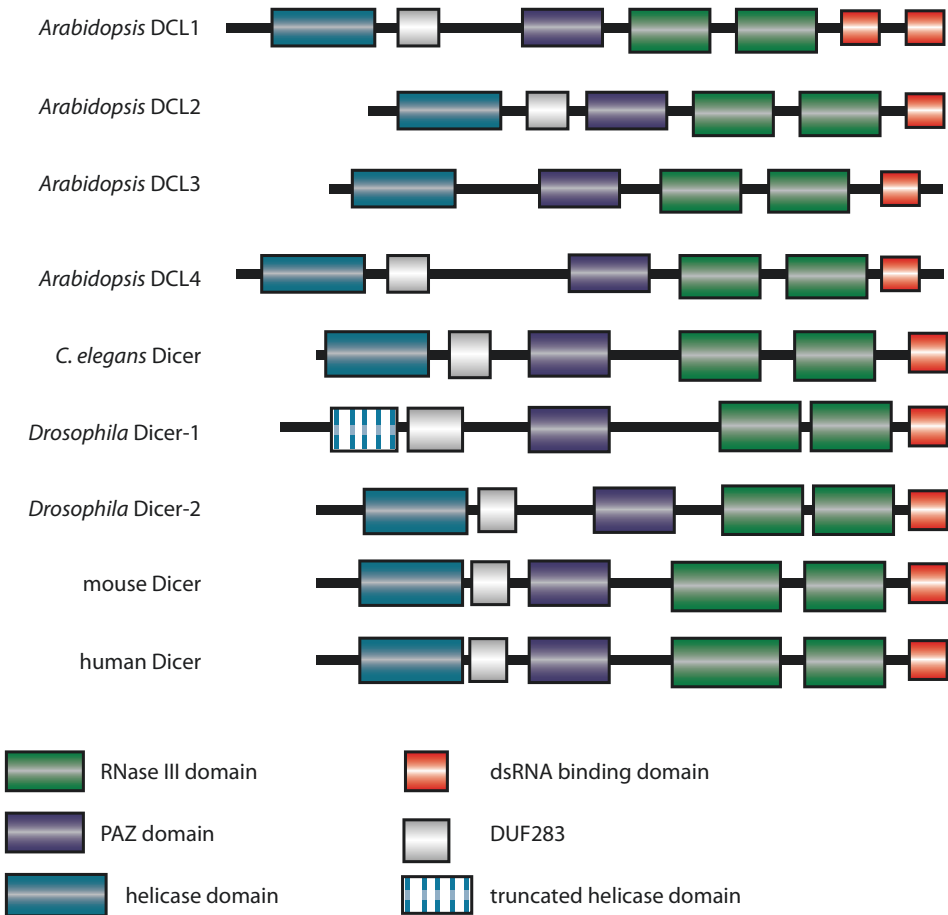 Arabidopsis DCL1
Arabidopsis DCL2
Arabidopsis DCL3
Arabidopsis DCL4
C. elegans Dicer
Drosophila Dicer-1
Drosophila Dicer-2
mouse Dicer
human Dicer
RNase III domain
dsRNA binding domain
PAZ domain
DUF283
helicase domain
truncated helicase domain